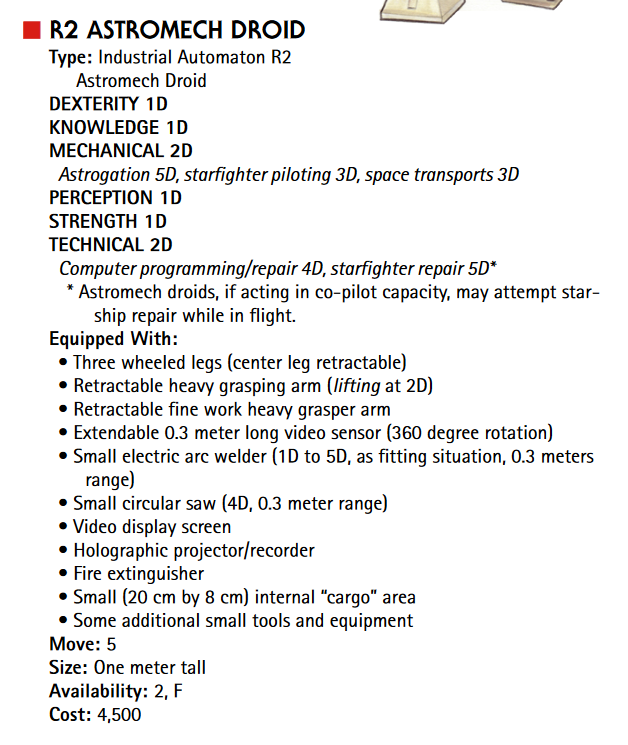 R2 ASTROMECH DROID
Type: Industrial Automaton R2
Astromech Droid
DEXTERITY 1D
KNOWLEDGE 1D
MECHANICAL 2D
Astrogation 5D, starfighter piloting 3D, space transports 3D
PERCEPTION 1D
STRENGTH 1D
TECHNICAL 2D
Computer programming/repair 4D, starfighter repair 5D*
* Astromech droids, if acting in co-pilot capacity, may attempt star-
ship repair while in flight.
Equipped With:
• Three wheeled legs (center leg retractable)
• Retractable heavy grasping arm (lifting at 2D)
• Retractable fine work heavy grasper arm
• Extendable 0.3 meter long video sensor (360 degree rotation)
• Small electric arc welder (1D to 5D, as fitting situation, 0.3 meters
range)
• Small circular saw (4D, 0.3 meter range)
• Video display screen
• Holographic projector/recorder
• Fire extinguisher
• Small (20 cm by 8 cm) internal “cargo” area
• Some additional small tools and equipment
Move: 5
Size: One meter tall
Availability: 2, F
Cost: 4,500